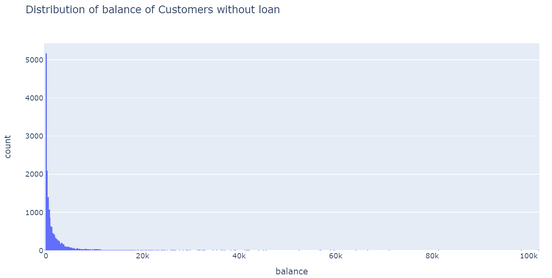 Distribution of balance of Customers without loan
5000
4000
3000
2000
1000
0
count
0 20k 40k 60k 80k 100k
balance